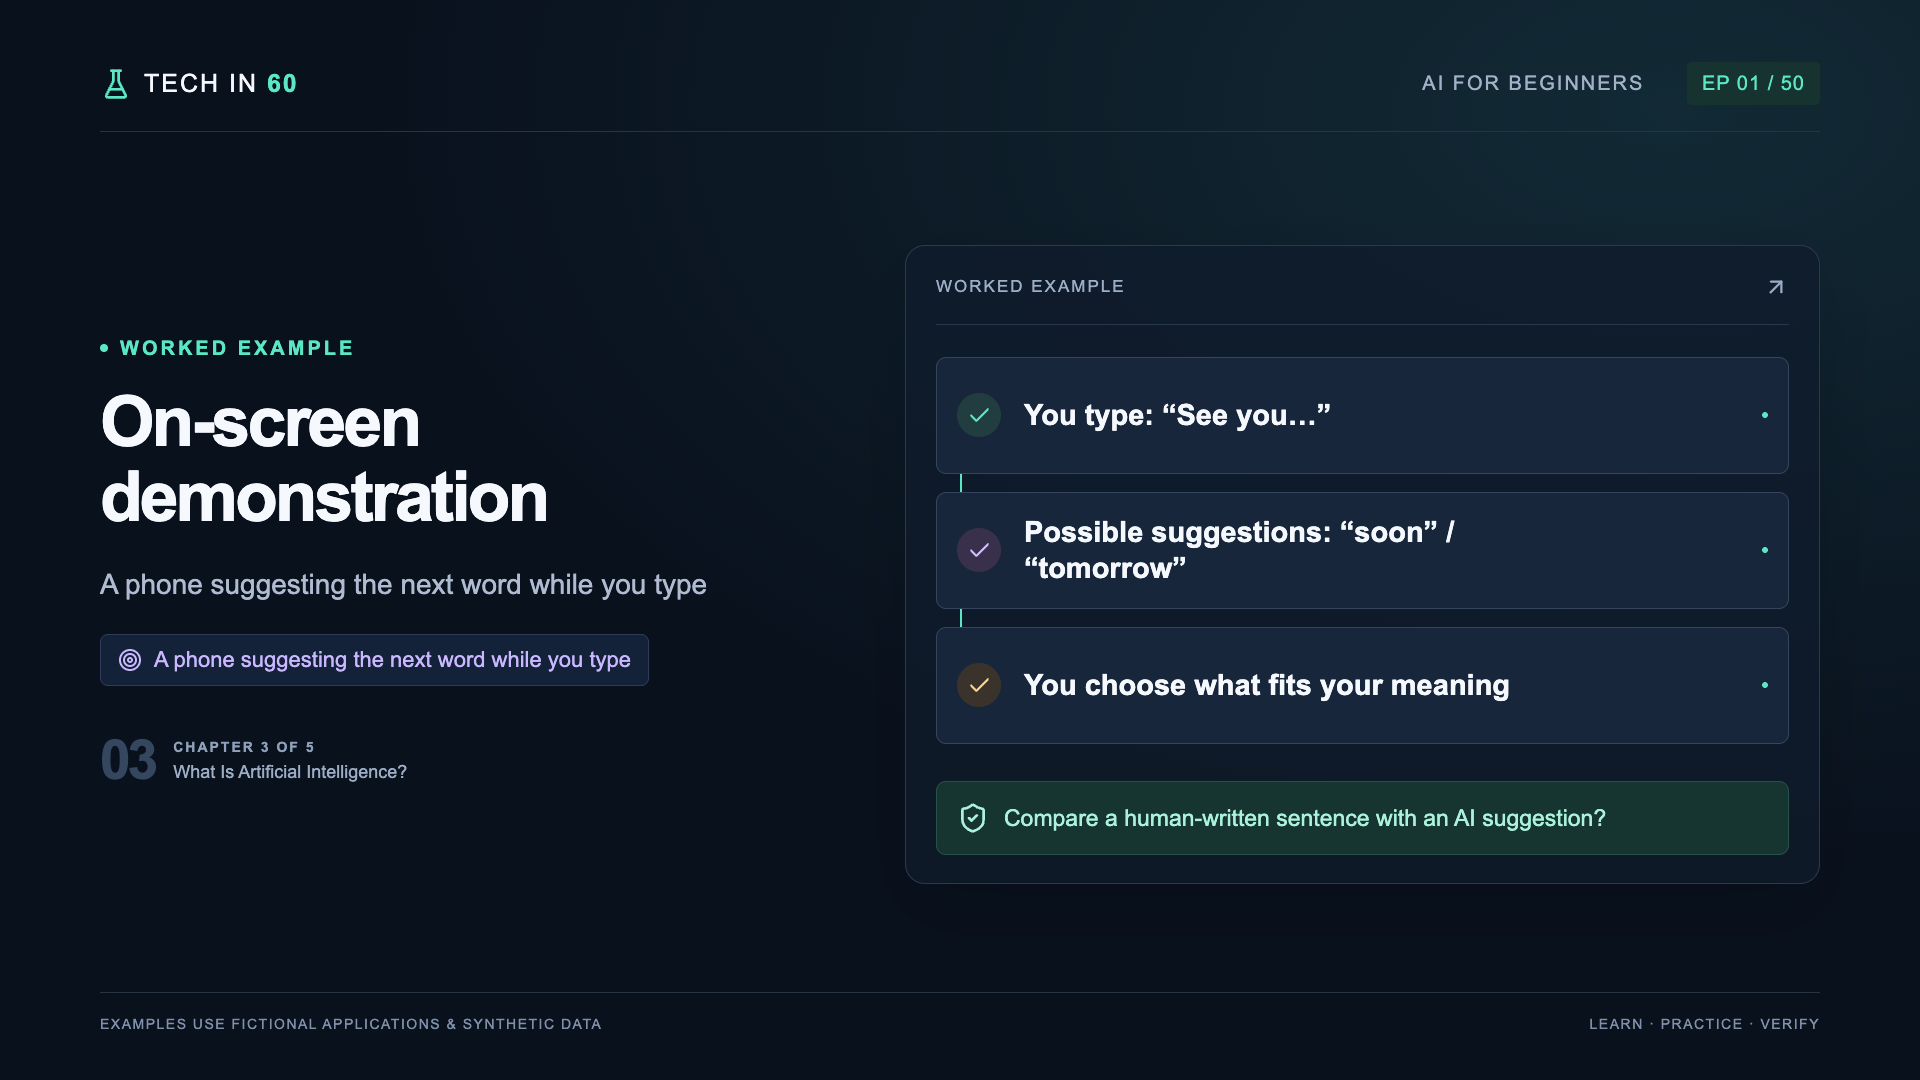 TECH IN 60
AI FOR BEGINNERS
EP 01 / 50
• WORKED EXAMPLE
On-screen
demonstration
A phone suggesting the next word while you type
A phone suggesting the next word while you type
03
CHAPTER 3 OF 5
What Is Artificial Intelligence?
WORKED EXAMPLE
You type: “See you…”
Possible suggestions: “soon” /
“tomorrow”
You choose what fits your meaning
Compare a human-written sentence with an AI suggestion?
EXAMPLES USE FICTIONAL APPLICATIONS & SYNTHETIC DATA
LEARN · PRACTICE · VERIFY